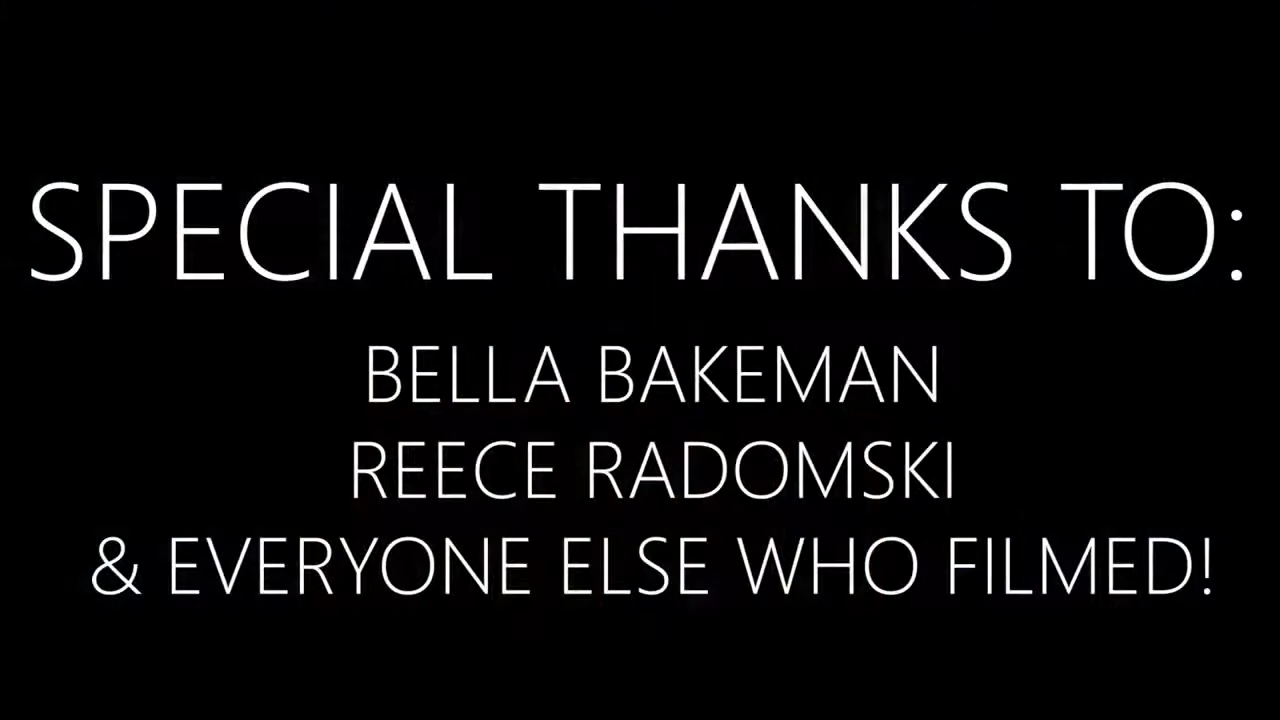 SPECIAL THANKS TO:
BELLA BAKEMAN
REECE RADOMSKI
& EVERYONE ELSE WHO FILMED!